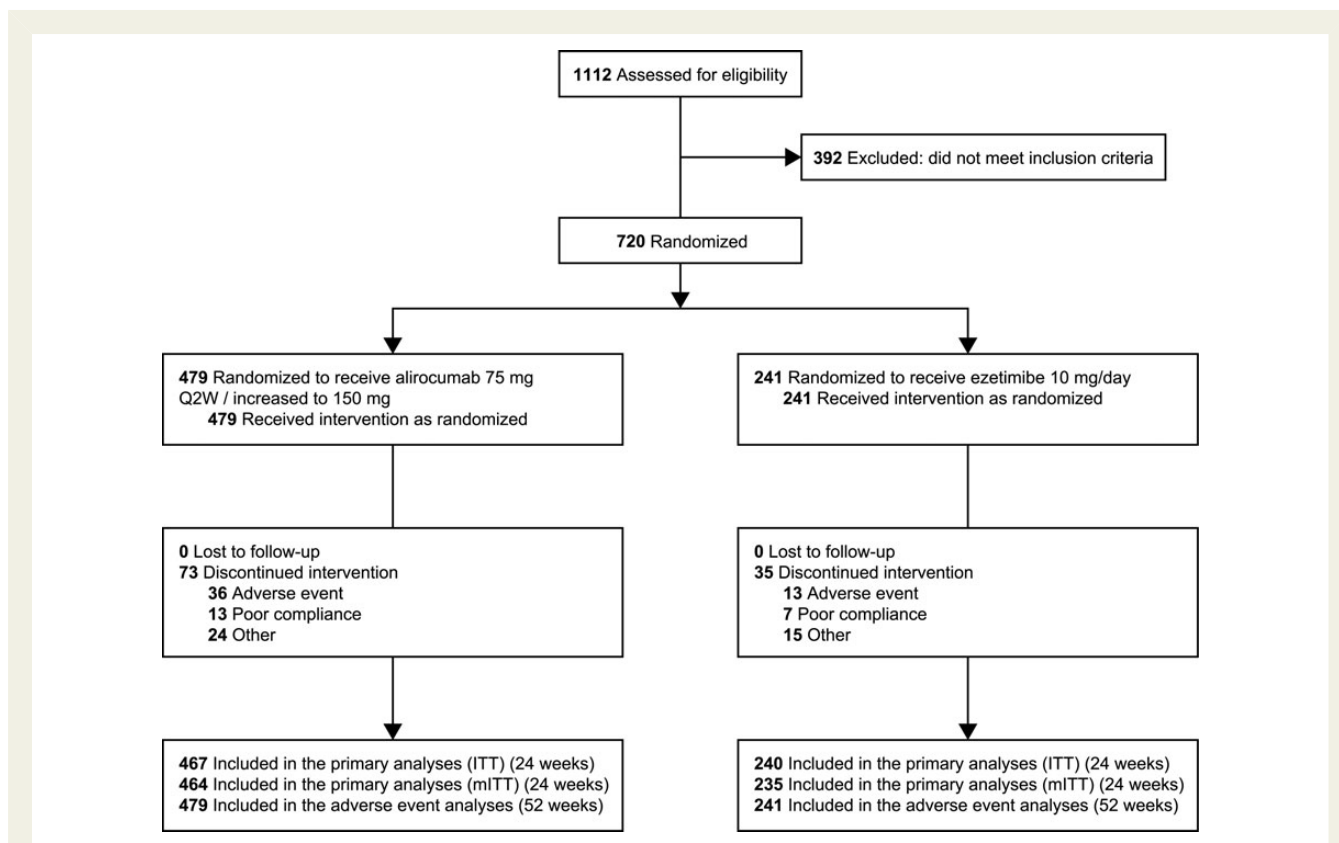 1112 Assessed for eligibility
392 Excluded: did not meet inclusion criteria
720 Randomized
479 Randomized to receive alirocumab 75 mg
Q2W / increased to 150 mg
479 Received intervention as randomized
241 Randomized to receive ezetimibe 10 mg/day
241 Received intervention as randomized
0 Lost to follow-up
73 Discontinued intervention
36 Adverse event
13 Poor compliance
24 Other
0 Lost to follow-up
35 Discontinued intervention
13 Adverse event
7 Poor compliance
15 Other
467 Included in the primary analyses (ITT) (24 weeks)
464 Included in the primary analyses (mITT) (24 weeks)
479 Included in the adverse event analyses (52 weeks)
240 Included in the primary analyses (ITT) (24 weeks)
235 Included in the primary analyses (mITT) (24 weeks)
241 Included in the adverse event analyses (52 weeks)